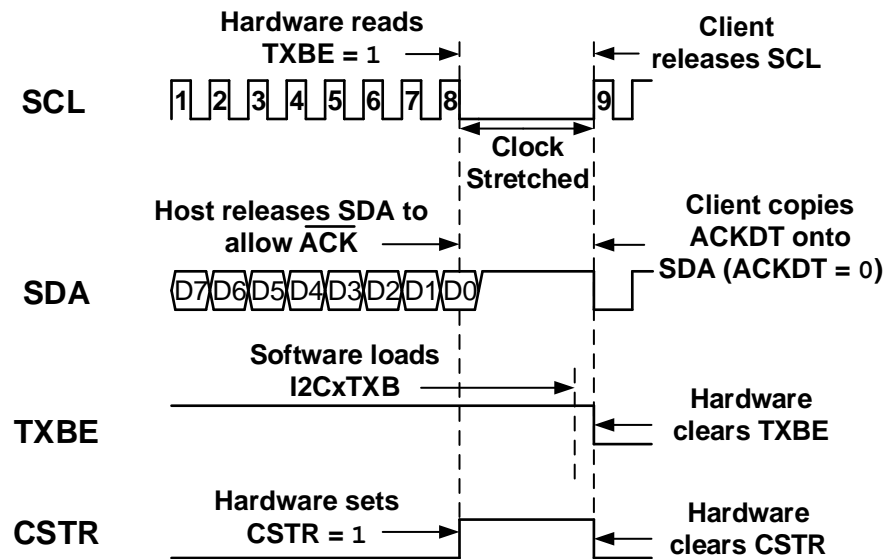 Hardware reads
TXBE = 1
Client
releases SCL
SCL
1 2 3 4 5 6 7 8 9
Clock
Stretched
Host releases SDA to
allow ACK
Client copies
ACKDT onto
SDA (ACKDT = 0)
SDA
D7 D6 D5 D4 D3 D2 D1 D0
Software loads
I2CxTXB
TXBE
Hardware
clears TXBE
Hardware sets
CSTR = 1
CSTR
Hardware
clears CSTR